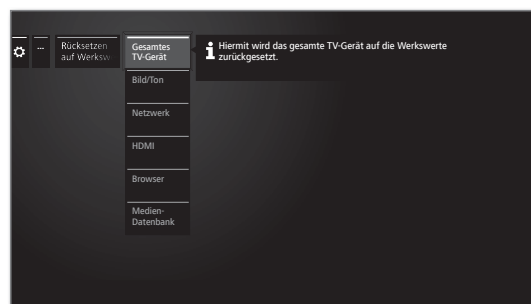 ...
Rücksetzen
auf Werksw
Gesamtes
TV-Gerät
Hiermit wird das gesamte TV-Gerät auf die Werkswerte
zurückgesetzt.
Bild/Ton
Netzwerk
HDMI
Browser
Medien-
Datenbank